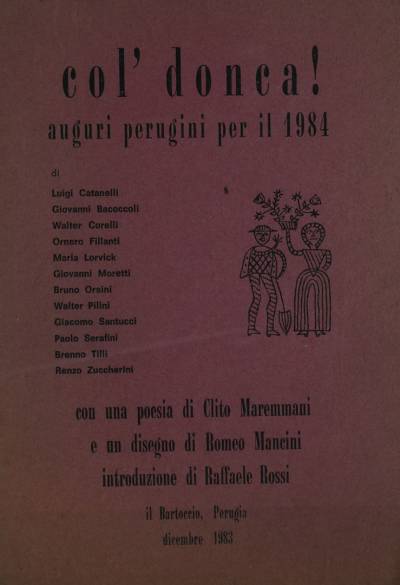 col' donca!
auguri perugini per il 1984
di
Luigi Catanelli
Giovanni Bacoccoli
Walter Corelli
Ornero Fillanti
Maria Lorvick
Giovanni Moretti
Bruno Orsini
Walter Pilini
Giacomo Santucci
Paolo Serafini
Brenno Tilli
Renzo Zuccherini
con una poesia di Clito Maremmani
e un disegno di Romeo Mancini
introduzione di Raffaele Rossi
il Bartoccio, Perugia
dicembre 1983